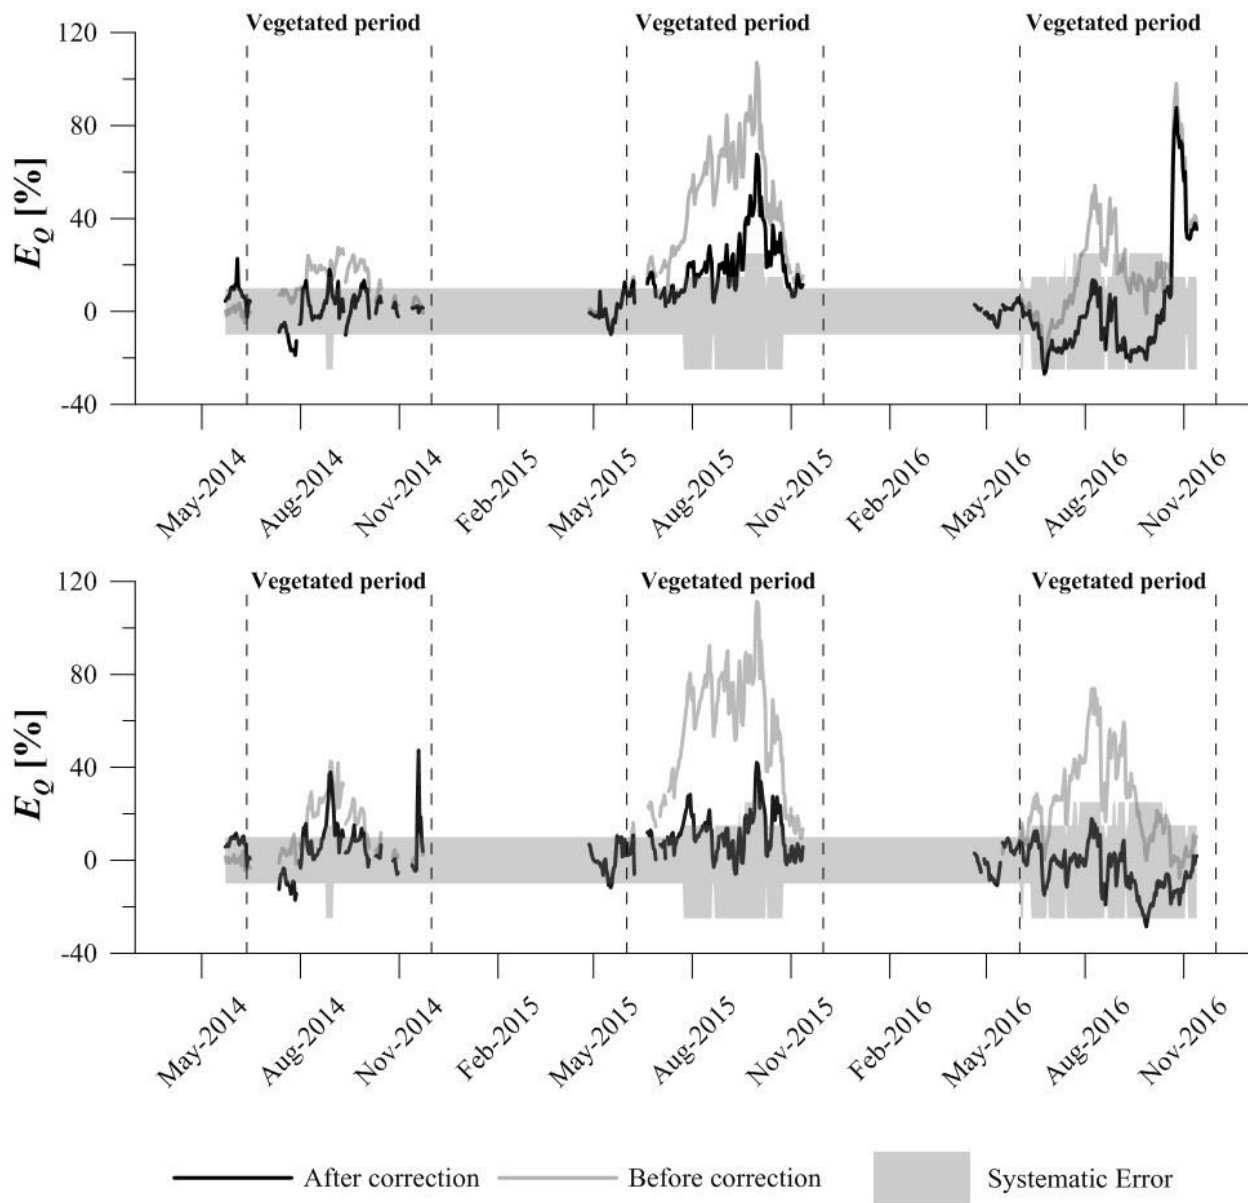 Vegetated period Vegetated period Vegetated period
120
80
40
0
-40
E_Q [%]
May-2014 Aug-2014 Nov-2014 Feb-2015 May-2015 Aug-2015 Nov-2015 Feb-2016 May-2016 Aug-2016 Nov-2016
Vegetated period Vegetated period Vegetated period
120
80
40
0
-40
E_Q [%]
May-2014 Aug-2014 Nov-2014 Feb-2015 May-2015 Aug-2015 Nov-2015 Feb-2016 May-2016 Aug-2016 Nov-2016
After correction Before correction Systematic Error